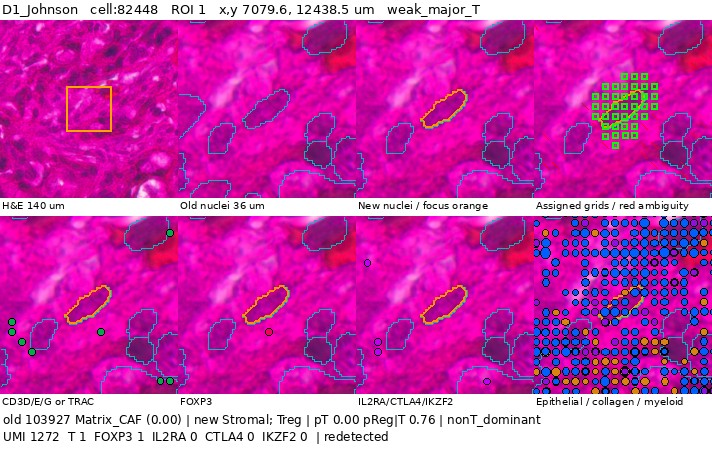 D1_Johnson   cell:82448   ROI 1   x,y 7079.6, 12438.5 um   weak_major_T
H&E 140 um
Old nuclei 36 um
New nuclei / focus orange
Assigned grids / red ambiguity
CD3D/E/G or TRAC
FOXP3
IL2RA/CTLA4/IKZF2
Epithelial / collagen / myeloid
old 103927 Matrix_CAF (0.00) | new Stromal; Treg | pT 0.00 pReg|T 0.76 | nonT_dominant
UMI 1272  T 1  FOXP3 1  IL2RA 0  CTLA4 0  IKZF2 0  | redetected